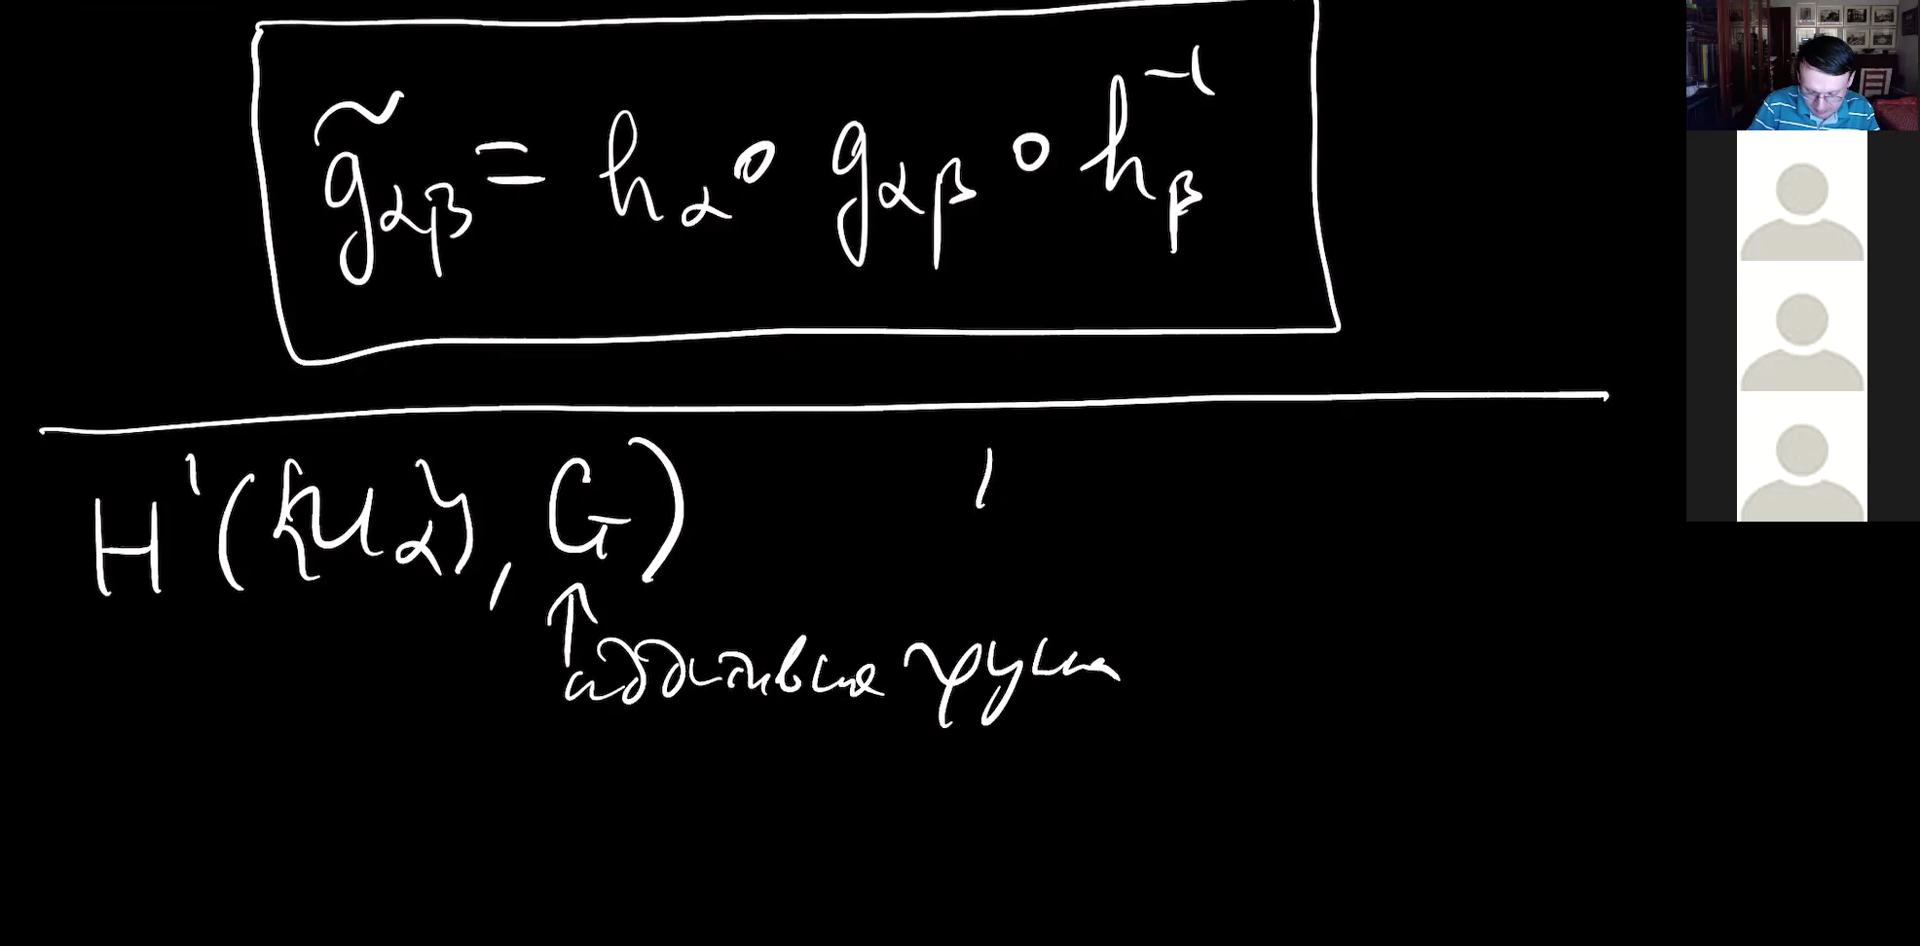 g̃αβ = hα ∘ gαβ ∘ hβ⁻¹
H¹({Uα}, G)
↑
аддитивная группа